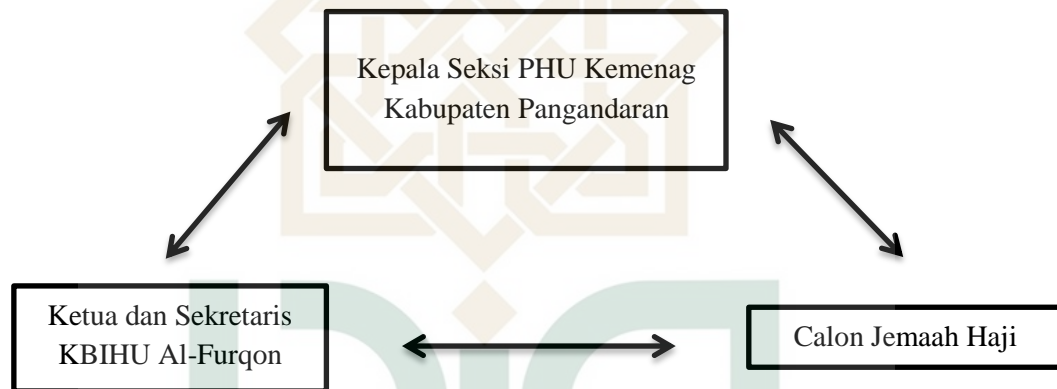 Kepala Seksi PHU Kemenag
Kabupaten Pangandaran
Ketua dan Sekretaris
KBIHU Al-Furqon
Calon Jemaah Haji